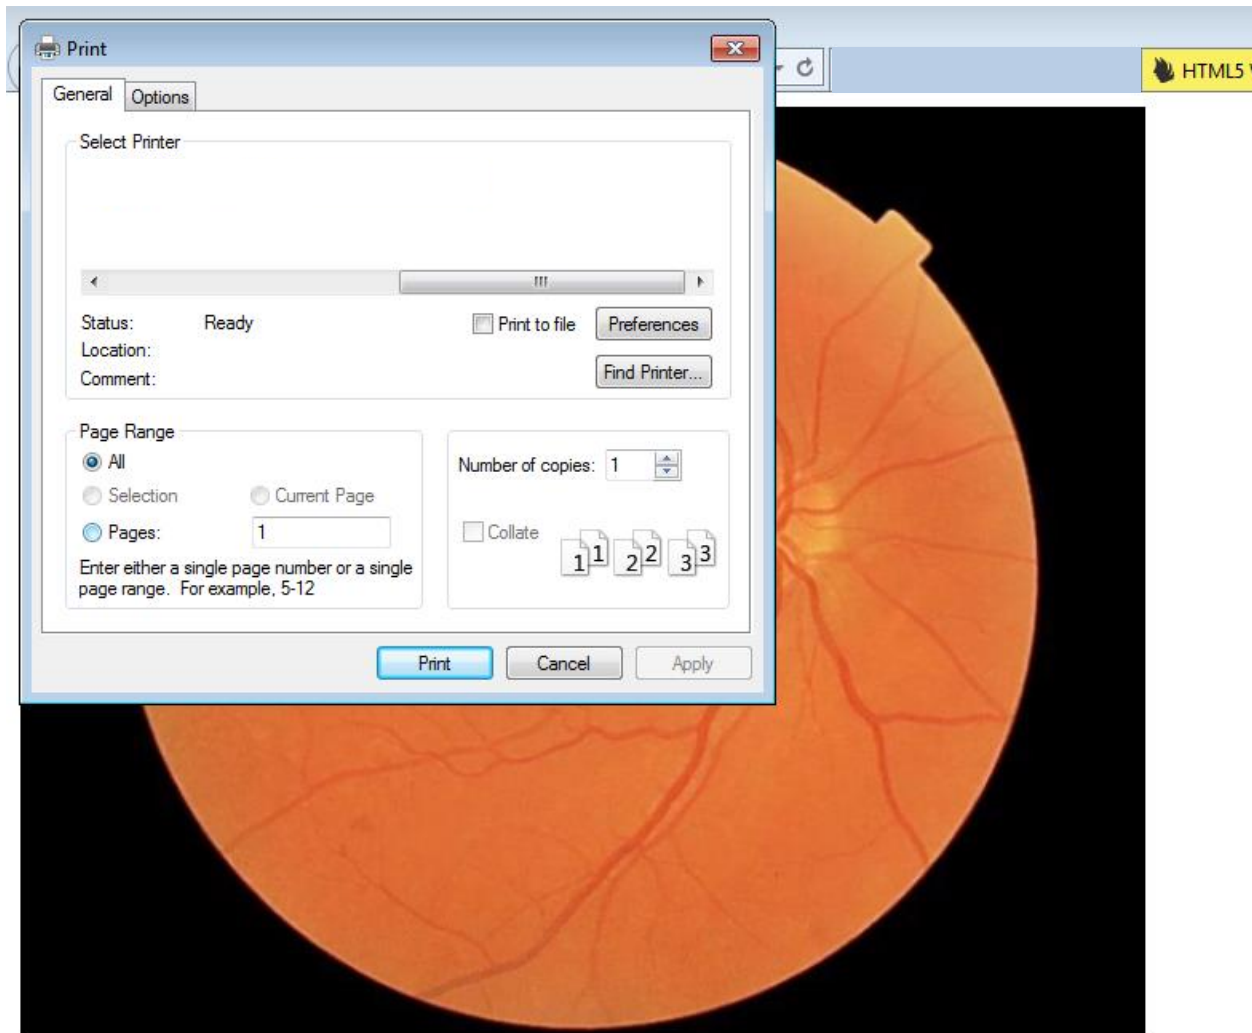 Print
General Options
HTML5
Select Printer
Status: Ready
Print to file
Preferences
Location:
Comment:
Find Printer...
Page Range
All
Selection
Current Page
Pages: 1
Enter either a single page number or a single
page range. For example, 5-12
Number of copies: 1
Collate
1 1 2 2 3 3
Print Cancel Apply